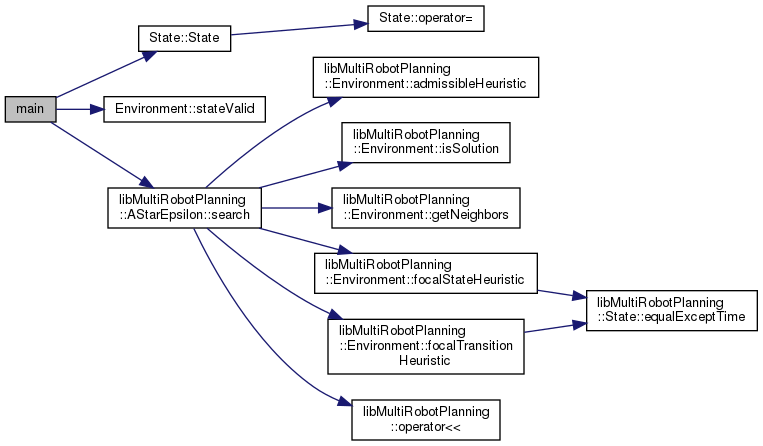 State::operator=
State::State
libMultiRobotPlanning
::Environment::admissibleHeuristic
main
Environment::stateValid
libMultiRobotPlanning
::Environment::isSolution
libMultiRobotPlanning
::AStarEpsilon::search
libMultiRobotPlanning
::Environment::getNeighbors
libMultiRobotPlanning
::Environment::focalStateHeuristic
libMultiRobotPlanning
::State::equalExceptTime
libMultiRobotPlanning
::Environment::focalTransition
Heuristic
libMultiRobotPlanning
::operator<<